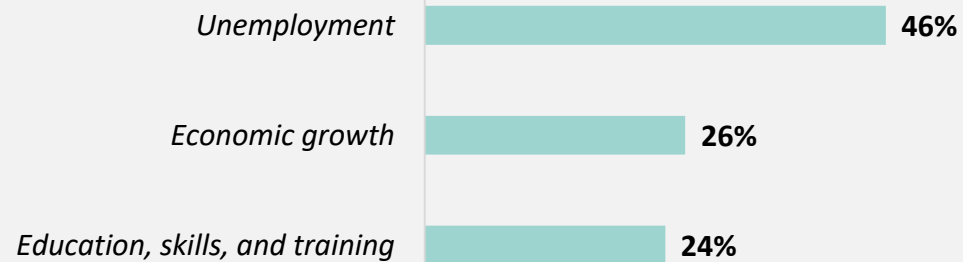 Unemployment 46%
Economic growth 26%
Education, skills, and training 24%